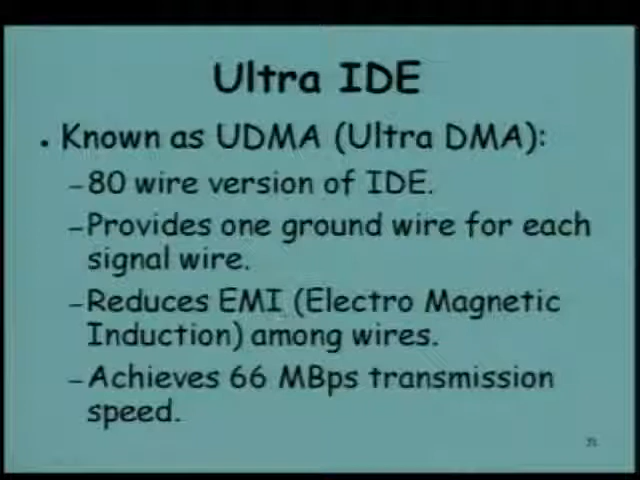 Ultra IDE
• Known as UDMA (Ultra DMA):
–80 wire version of IDE.
–Provides one ground wire for each
signal wire.
–Reduces EMI (Electro Magnetic
Induction) among wires.
–Achieves 66 MBps transmission
speed.